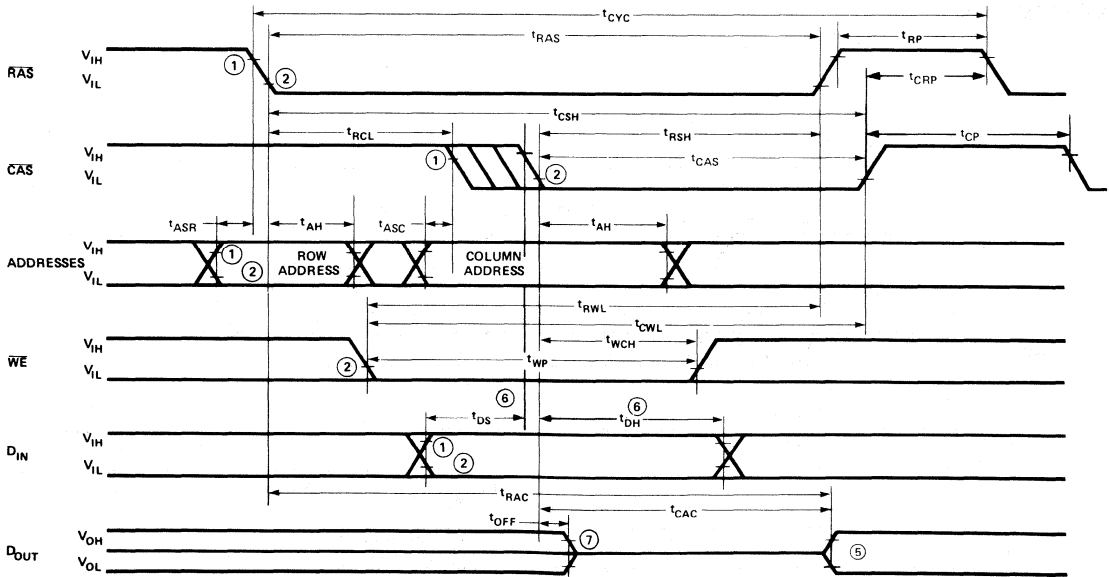 tCYC
tRAS
tRP
RAS
VIH
VIL
1
2
tCRP
tCSH
tRCL
tRSH
tCP
CAS
VIH
VIL
1
2
tCAS
tASR
tAH
tASC
tAH
ADDRESSES
VIH
VIL
1
2
ROW
ADDRESS
COLUMN
ADDRESS
tRWL
tCWL
tWCH
WE
VIH
VIL
2
tWP
6
6
tDS
tDH
DIN
VIH
VIL
1
2
tRAC
tCAC
tOFF
DOUT
VOH
VOL
7
5